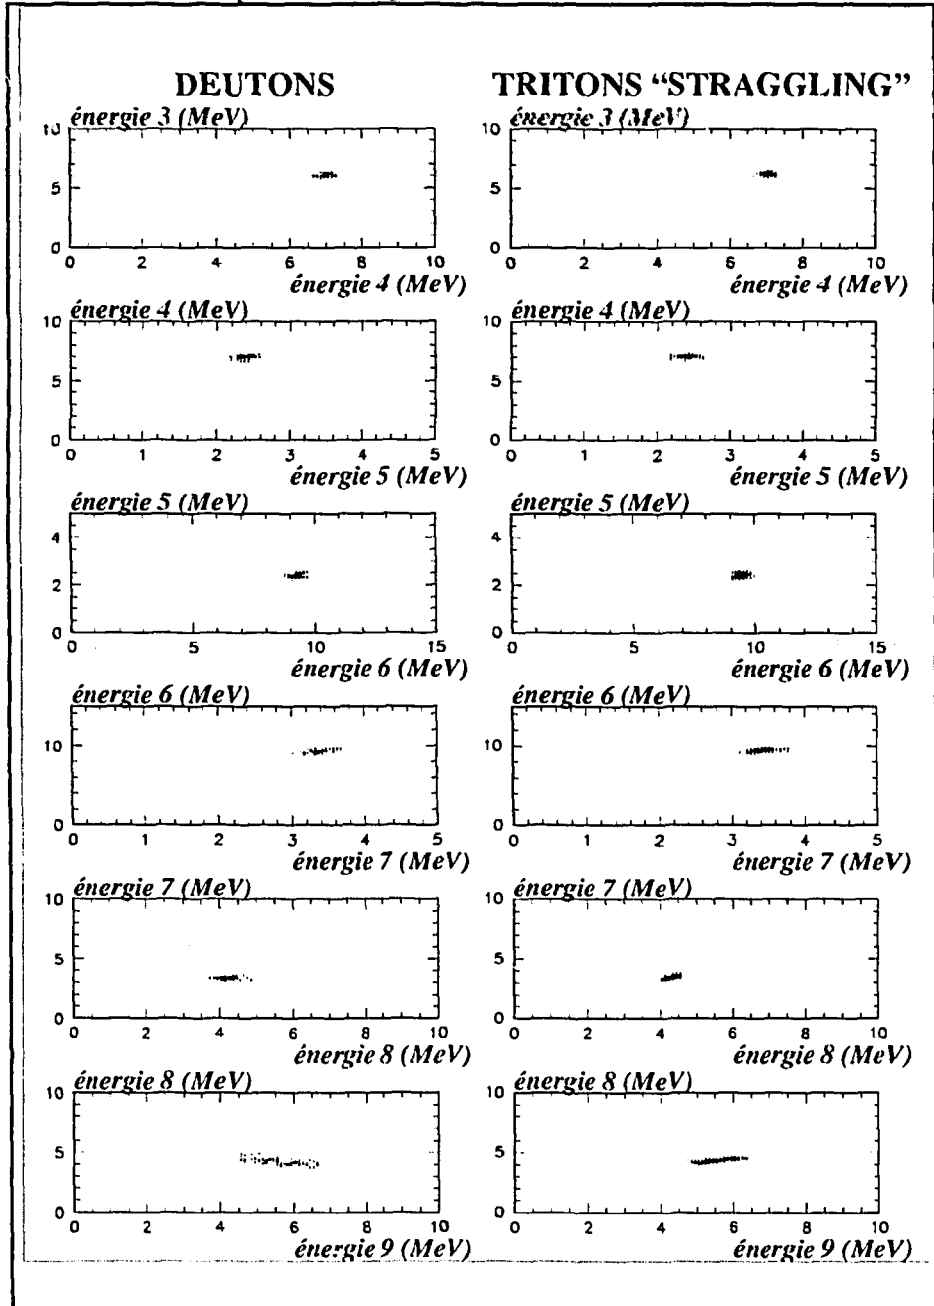 DEUTONS TRITONS “STRAGGLING”
énergie 3 (MeV) énergie 3 (MeV)
10 10
5 5
0 0
0 2 4 6 8 10 0 2 4 6 8 10
énergie 4 (MeV) énergie 4 (MeV)
énergie 4 (MeV) énergie 4 (MeV)
10 10
5 5
0 0
0 1 2 3 4 5 0 1 2 3 4 5
énergie 5 (MeV) énergie 5 (MeV)
énergie 5 (MeV) énergie 5 (MeV)
4 4
2 2
0 0
0 5 10 15 0 5 10 15
énergie 6 (MeV) énergie 6 (MeV)
énergie 6 (MeV) énergie 6 (MeV)
10 10
0 0
0 1 2 3 4 5 0 1 2 3 4 5
énergie 7 (MeV) énergie 7 (MeV)
énergie 7 (MeV) énergie 7 (MeV)
10 10
5 5
0 0
0 2 4 6 8 10 0 2 4 6 8 10
énergie 8 (MeV) énergie 8 (MeV)
énergie 8 (MeV) énergie 8 (MeV)
10 10
5 5
0 0
0 2 4 6 8 10 0 2 4 6 8 10
énergie 9 (MeV) énergie 9 (MeV)